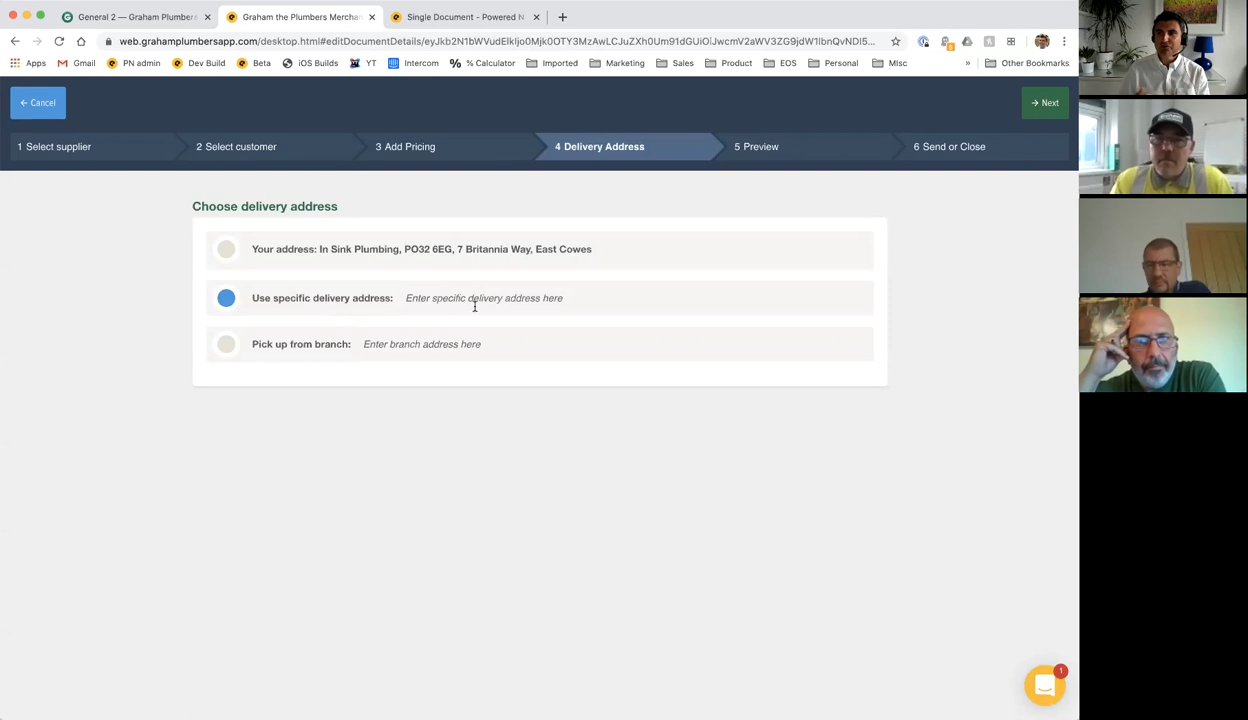 General 2 — Graham Plumbers
Graham the Plumbers Merchan
Single Document - Powered N
web.grahamplumbersapp.com/desktop.html#editDocumentDetails/
Apps
Gmail
PN admin
Dev Build
Beta
iOS Builds
YT
Intercom
% Calculator
Imported
Marketing
Sales
Product
EOS
Personal
MIsc
»
Other Bookmarks
← Cancel
→ Next
1 Select supplier
2 Select customer
3 Add Pricing
4 Delivery Address
5 Preview
6 Send or Close
Choose delivery address
Your address: In Sink Plumbing, PO32 6EG, 7 Britannia Way, East Cowes
Use specific delivery address: Enter specific delivery address here
Pick up from branch: Enter branch address here
1